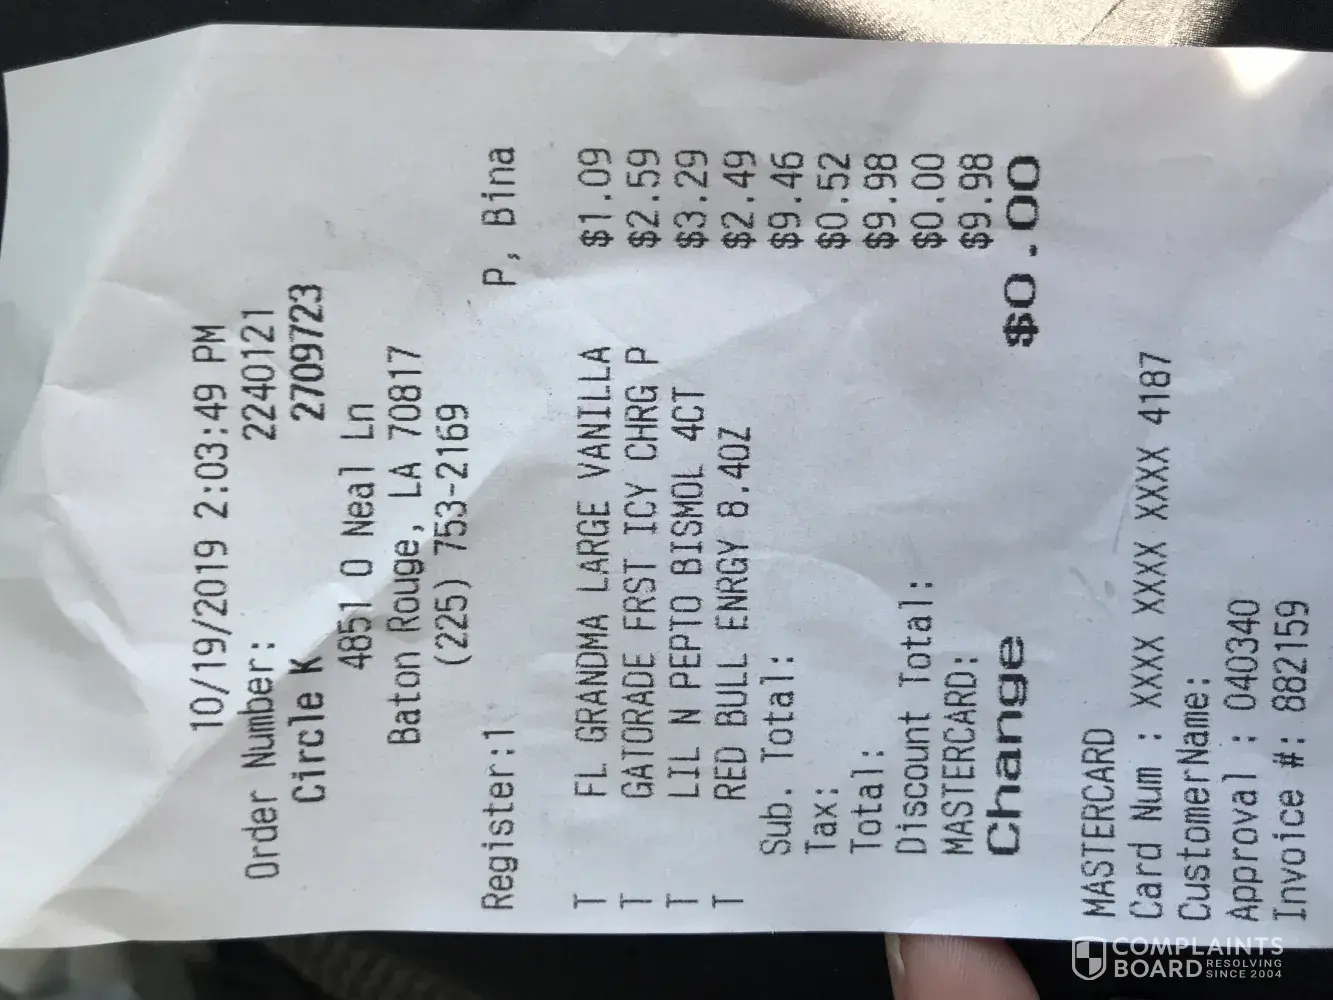 10/19/2019 2:03:49 PM
Order Number: 2240121
Circle K 2709723
4851 O Neal Ln
Baton Rouge, LA 70817
(225) 753-2169
Register:1 P, Bina
T FL GRANDMA LARGE VANILLA $1.09
T GATORADE FRST ICY CHRG P $2.59
T LIL N PEPTO BISMOL 4CT $3.29
T RED BULL ENRGY 8.4OZ $2.49
Sub. Total: $9.46
Tax: $0.52
Total: $9.98
Discount Total: $0.00
MASTERCARD: $9.98
Change $0.00
MASTERCARD
Card Num : XXXX XXXX XXXX 4187
CustomerName:
Approval : 040340
Invoice #: 882159
COMPLAINTS
BOARD RESOLVING
SINCE 2004